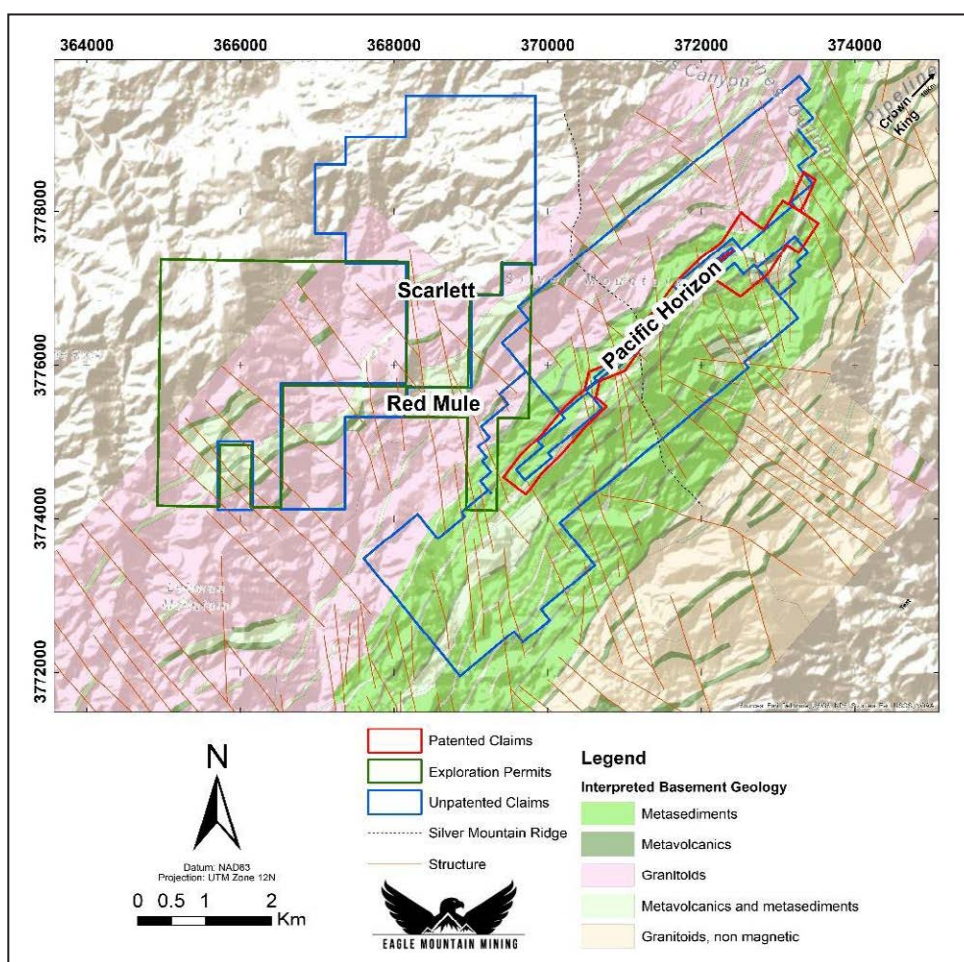 364000 366000 368000 370000 372000 374000
Canyon
Pipeline
Crown
King
3778000
Scarlett
Pacific Horizon
3776000
Red Mule
3774000
3772000
N
Datum: NAD83
Projection: UTM Zone 12N
0 0.5 1 2
Km
Patented Claims
Exploration Permits
Unpatented Claims
Silver Mountain Ridge
Structure
EAGLE MOUNTAIN MINING
Legend
Interpreted Basement Geology
Metasediments
Metavolcanics
Granitoids
Metavolcanics and metasediments
Granitoids, non magnetic